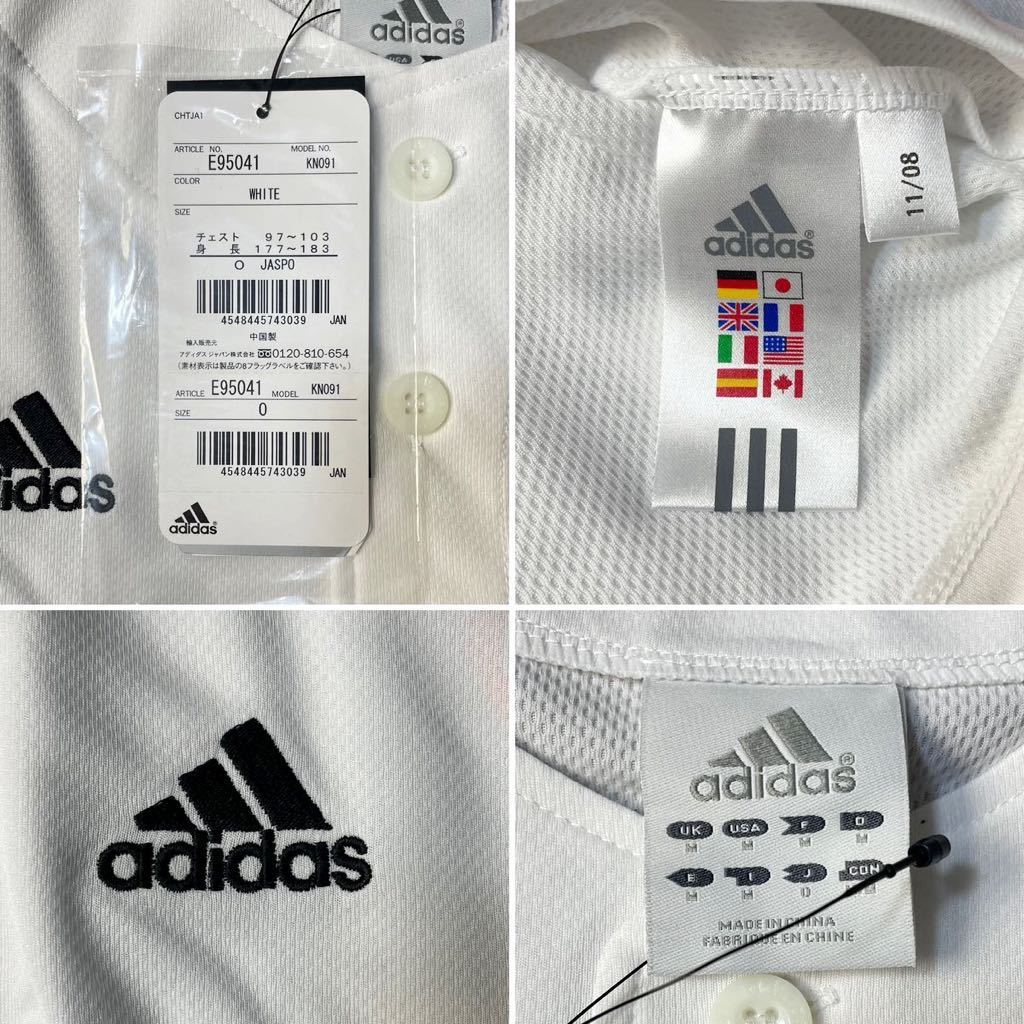 adidas
USA
CHTJA1
ARTICLE NO. MODEL NO.
E95041 KN091
COLOR
WHITE
SIZE
チェスト 97～103
身 長 177～183
O JASPO
4548445743039 JAN
中国製
輸入販売元
アディダス ジャパン株式会社 0120-810-654
(素材表示は製品の8フラッグラベルをご確認下さい。)
ARTICLE E95041 MODEL KN091
SIZE O
4548445743039 JAN
adidas
idas
adidas®
11/08
adidas
adidas®
UK USA F D
M M M M
E I J CON
M M O
MADE IN CHINA
FABRIQUE EN CHINE